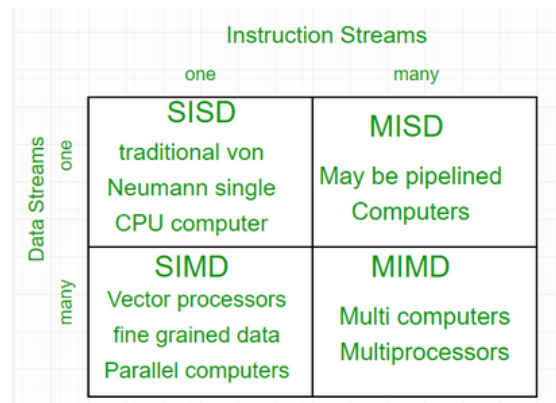 Instruction Streams
one many
Data Streams
one
many
SISD
traditional von
Neumann single
CPU computer
MISD
May be pipelined
Computers
SIMD
Vector processors
fine grained data
Parallel computers
MIMD
Multi computers
Multiprocessors